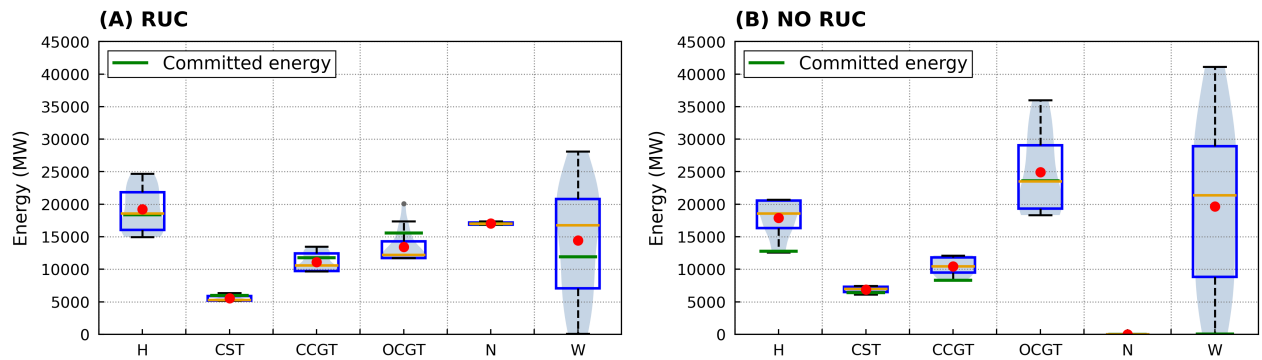 (A) RUC
Energy (MW)
45000
40000
35000
30000
25000
20000
15000
10000
5000
0
Committed energy
H CST CCGT OCGT N W
(B) NO RUC
Energy (MW)
45000
40000
35000
30000
25000
20000
15000
10000
5000
0
Committed energy
H CST CCGT OCGT N W